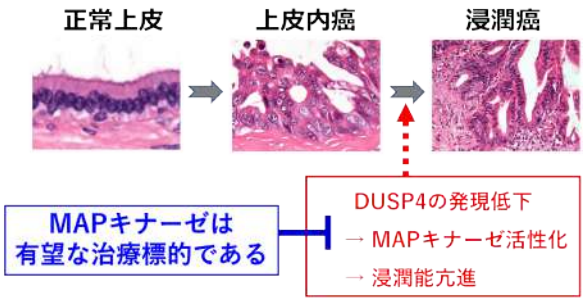 正常上皮
上皮内癌
浸潤癌
DUSP4の発現低下
→ MAPキナーゼ活性化
→ 浸潤能亢進
MAPキナーゼは
有望な治療標的である